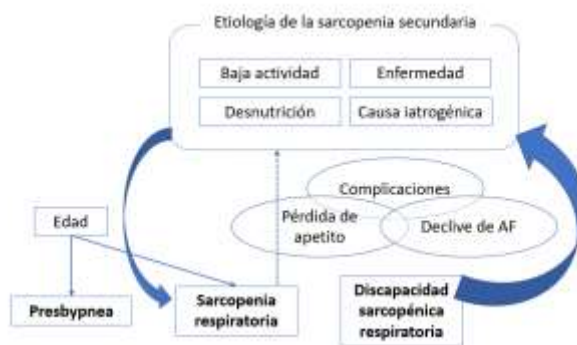 Etiología de la sarcopenia secundaria
Baja actividad
Enfermedad
Desnutrición
Causa iatrogénica
Complicaciones
Pérdida de
apetito
Declive de AF
Edad
Presbypnea
Sarcopenia
respiratoria
Discapacidad
sarcopénica
respiratoria